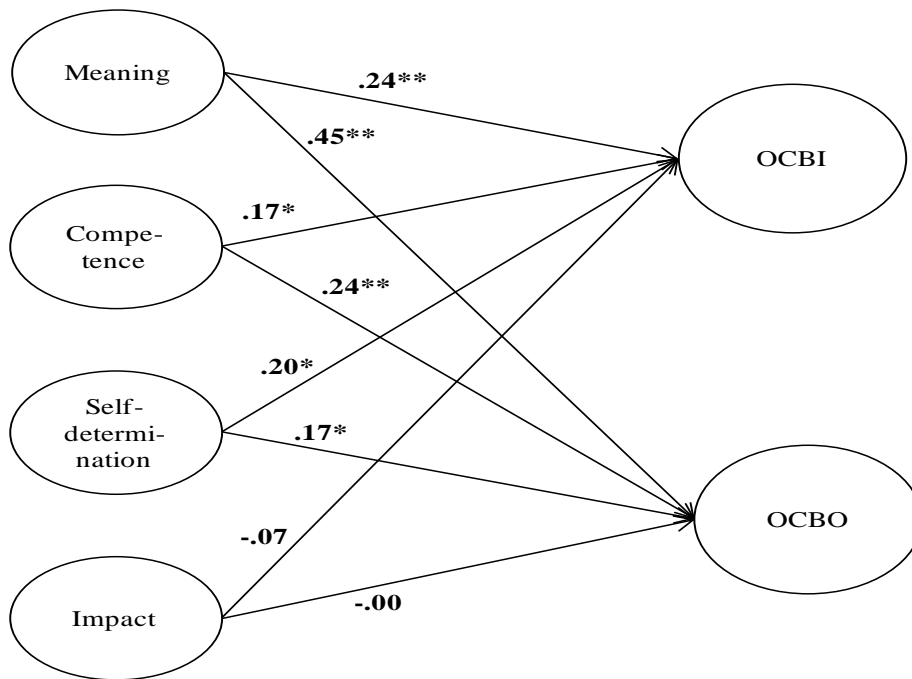 Meaning
.24**
.45**
OCBI
Compe-
tence
.17*
.24**
Self-
determi-
nation
.20*
.17*
OCBO
Impact
-.07
-.00